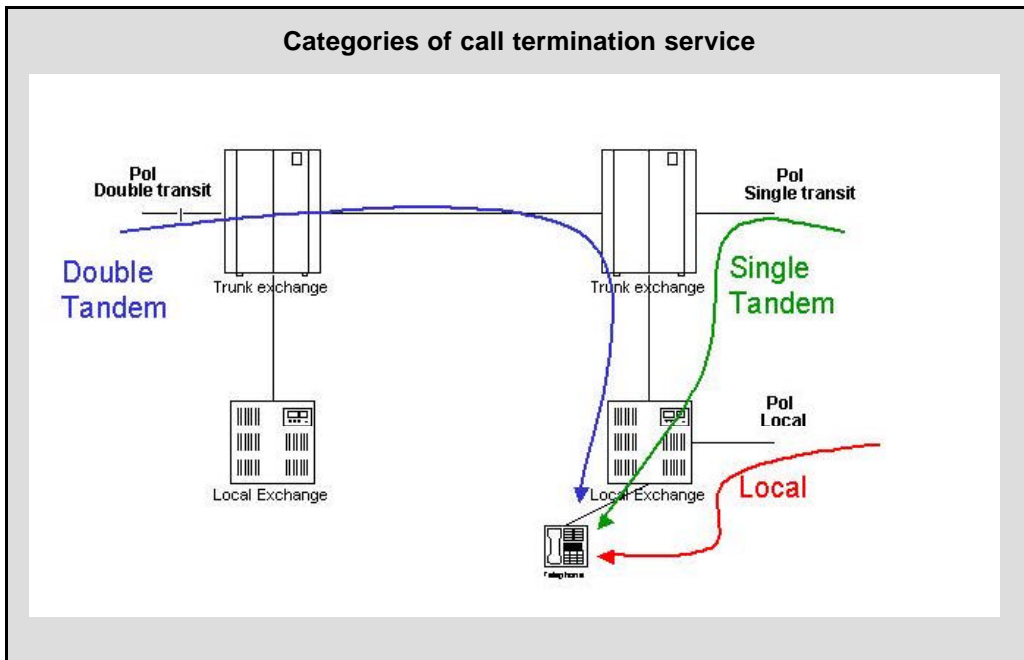 Categories of call termination service
PoI
Double transit
PoI
Single transit
Double
Tandem
Trunk exchange
Trunk exchange
Single
Tandem
PoI
Local
Local Exchange
Local Exchange
Local
Telephone